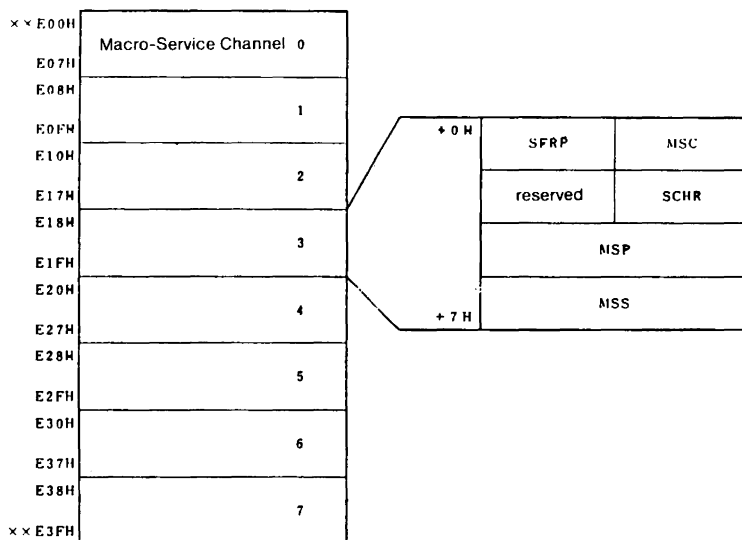 ××E00H
Macro-Service Channel 0
E07H
E08H
1
E0FH
E10H
2
E17H
E18H
3
E1FH
E20H
4
E27H
E28H
5
E2FH
E30H
6
E37H
E38H
7
××E3FH
+0H
SFRP MSC
reserved SCHR
MSP
MSS
+7H